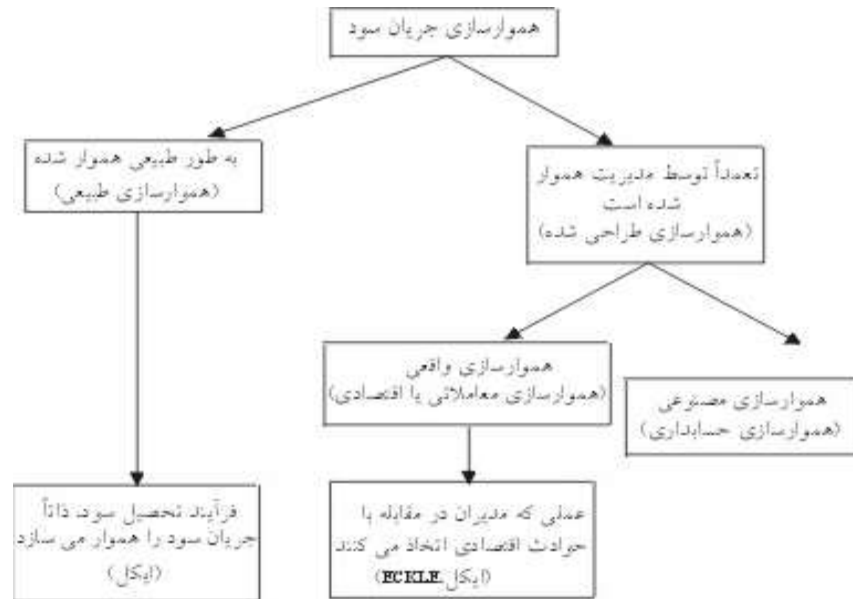 هموارسازی جریان سود
به طور طبیعی هموار شده
(هموارسازی طبیعی)
تعمداً توسط مدیریت هموار
شده است
(هموارسازی طراحی شده)
هموارسازی واقعی
(هموارسازی معاملاتی یا اقتصادی)
هموارسازی مصنوعی
(هموارسازی حسابداری)
فرآیند تحصیل سود، ذاتاً
جریان سود را هموار می سازد
(ایکل)
عملی که مدیران در مقابله با
حوادث اقتصادی اتخاذ می کنند
(ایکل ECKLE)